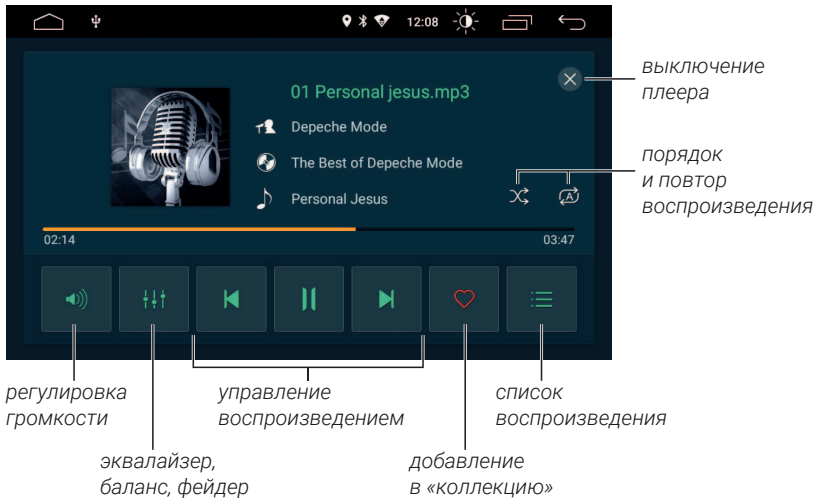 12:08
01 Personal jesus.mp3
Depeche Mode
The Best of Depeche Mode
Personal Jesus
A
02:14
03:47
выключение
плеера
порядок
и повтор
воспроизведения
регулировка
громкости
управление
воспроизведением
список
воспроизведения
эквалайзер,
баланс, фейдер
добавление
в «коллекцию»